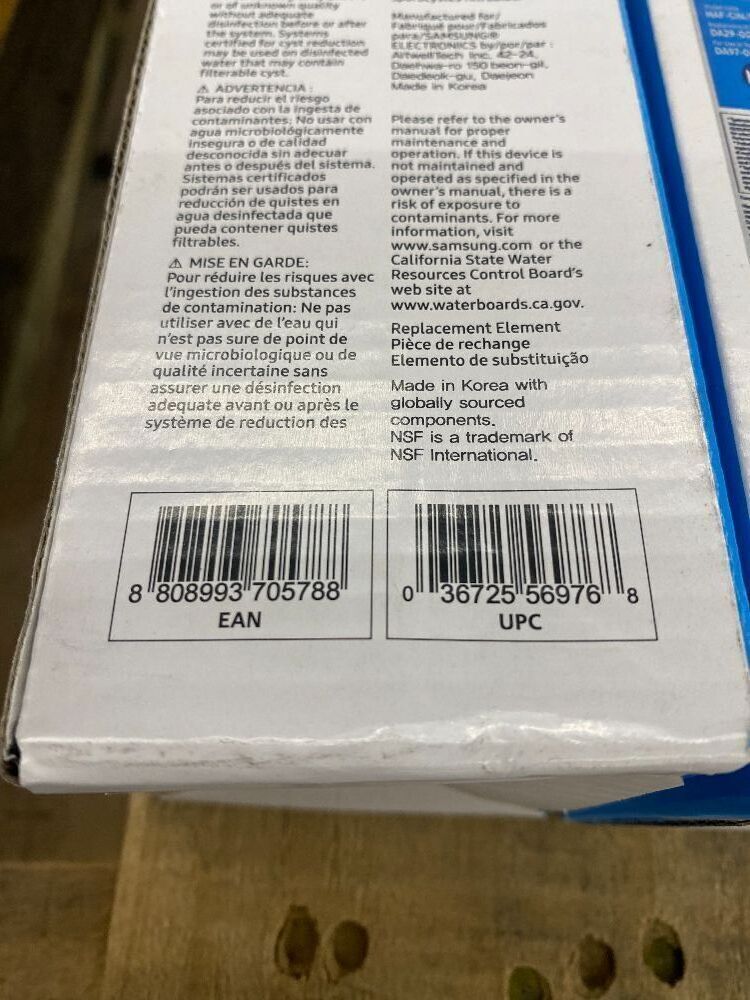 of unknown quality
without adequate
disinfection before or after
the system. Systems
certified for cyst reduction
may be used on disinfected
water that may contain
filterable cyst.
⚠ ADVERTENCIA :
Para reducir el riesgo
asociado con la ingesta de
contaminantes: No usar con
agua microbiológicamente
insegura o de calidad
desconocida sin adecuar
antes o después del sistema.
Sistemas certificados
podrán ser usados para
reducción de quistes en
agua desinfectada que
pueda contener quistes
filtrables.
⚠ MISE EN GARDE:
Pour réduire les risques avec
l'ingestion des substances
de contamination: Ne pas
utiliser avec de l'eau qui
n'est pas sure de point de
vue microbiologique ou de
qualité incertaine sans
assurer une désinfection
adequate avant ou après le
système de reduction des
Manufactured for/
Fabriqué pour/Fabricados
para/SAMSUNG®
ELECTRONICS by/por/par :
42-24,
150 beon-gil,
Daedeok-gu, Daejeon
Made in Korea
Please refer to the owner's
manual for proper
maintenance and
operation. If this device is
not maintained and
operated as specified in the
owner's manual, there is a
risk of exposure to
contaminants. For more
information, visit
www.samsung.com or the
California State Water
Resources Control Board's
web site at
www.waterboards.ca.gov.
Replacement Element
Pièce de rechange
Elemento de substituição
Made in Korea with
globally sourced
components.
NSF is a trademark of
NSF International.
8 808993 705788
EAN
0 36725 56976 8
UPC